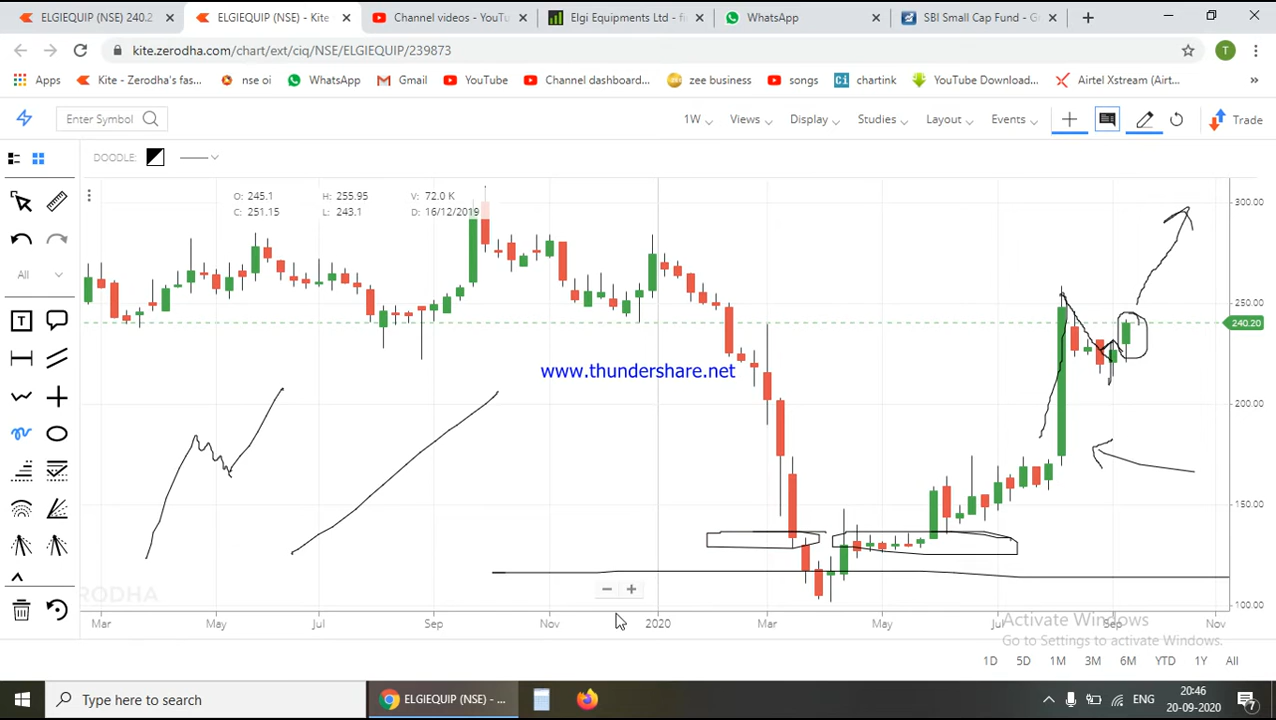 ELGIEQUIP (NSE) 240.2
ELGIEQUIP (NSE) - Kite
Channel videos - YouTu
Elgi Equipments Ltd - fi
WhatsApp
SBI Small Cap Fund - G
kite.zerodha.com/chart/ext/ciq/NSE/ELGIEQUIP/239873
T
Apps
Kite - Zerodha's fas...
nse oi
WhatsApp
Gmail
YouTube
Channel dashboard...
zee business
songs
Ci chartink
YouTube Download...
Airtel Xstream (Airt...
Enter Symbol
1W
Views
Display
Studies
Layout
Events
Trade
DOODLE:
O: 245.1 H: 255.95 V: 72.0 K
C: 251.15 L: 243.1 D: 16/12/2019
All
T
300.00
250.00
240.20
200.00
150.00
100.00
www.thundershare.net
ZERODHA
Mar May Jul Sep Nov 2020 Mar May Jul Sep Nov
Activate Windows
Go to Settings to activate Windows.
1D 5D 1M 3M 6M YTD 1Y All
Type here to search
ELGIEQUIP (NSE) - ...
ENG
20:46
20-09-2020
7